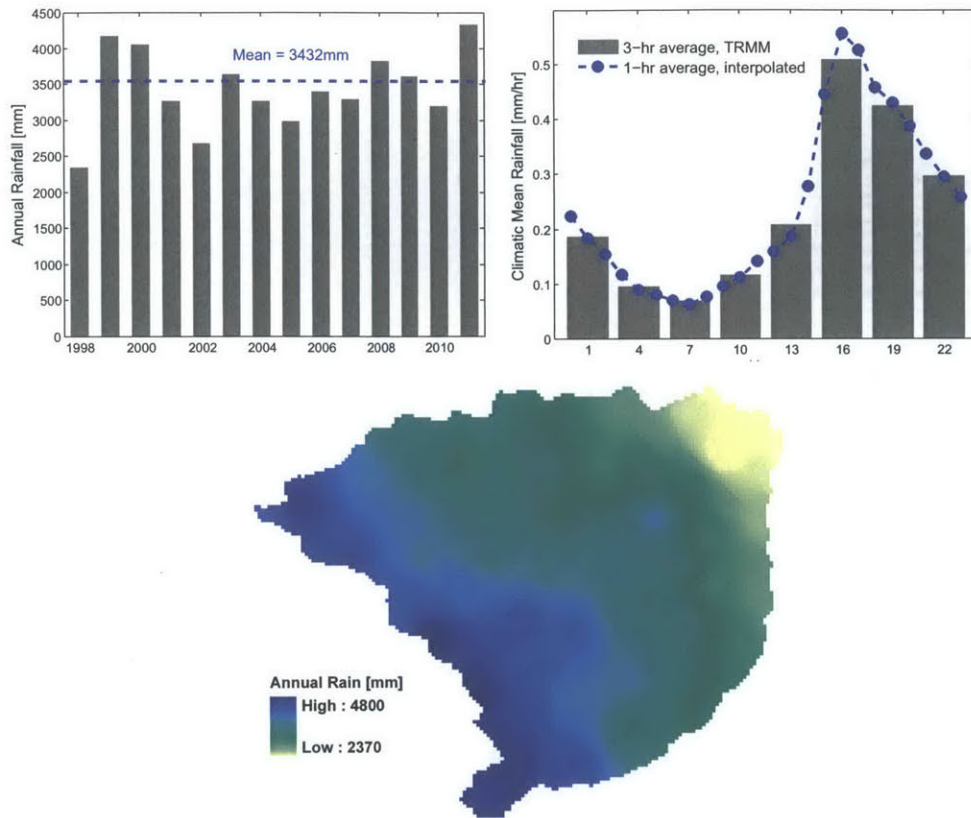 4500
4000
3500
3000
2500
2000
1500
1000
500
0
Annual Rainfall [mm]
Mean = 3432mm
1998 2000 2002 2004 2006 2008 2010
0.5
0.4
0.3
0.2
0.1
0
Climatic Mean Rainfall [mm/hr]
3-hr average, TRMM
1-hr average, interpolated
1 4 7 10 13 16 19 22
Annual Rain [mm]
High : 4800
Low : 2370